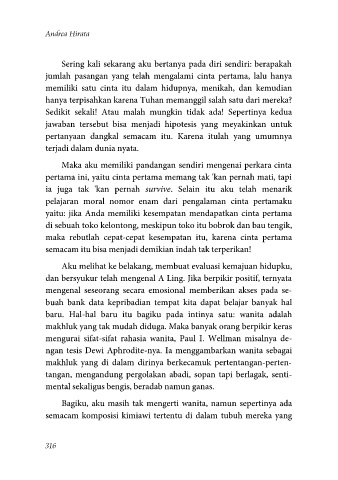 Andrea Hirata
Sering kali sekarang aku bertanya pada diri sendiri: berapakah
jumlah pasangan yang telah mengalami cinta pertama, lalu hanya
memiliki satu cinta itu dalam hidupnya, menikah, dan kemudian
hanya terpisahkan karena Tuhan memanggil salah satu dari mereka?
Sedikit sekali! Atau malah mungkin tidak ada! Sepertinya kedua
jawaban tersebut bisa menjadi hipotesis yang meyakinkan untuk
pertanyaan dangkal semacam itu. Karena itulah yang umumnya
terjadi dalam dunia nyata.
Maka aku memiliki pandangan sendiri mengenai perkara cinta
pertama ini, yaitu cinta pertama memang tak 'kan pernah mati, tapi
ia juga tak 'kan pernah survive. Selain itu aku telah menarik
pelajaran moral nomor enam dari pengalaman cinta pertamaku
yaitu: jika Anda memiliki kesempatan mendapatkan cinta pertama
di sebuah toko kelontong, meskipun toko itu bobrok dan bau tengik,
maka rebutlah cepat-cepat kesempatan itu, karena cinta pertama
semacam itu bisa menjadi demikian indah tak terperikan!
Aku melihat ke belakang, membuat evaluasi kemajuan hidupku,
dan bersyukur telah mengenal A Ling. Jika berpikir positif, ternyata
mengenal seseorang secara emosional memberikan akses pada se-
buah bank data kepribadian tempat kita dapat belajar banyak hal
baru. Hal-hal baru itu bagiku pada intinya satu: wanita adalah
makhluk yang tak mudah diduga. Maka banyak orang berpikir keras
mengurai sifat-sifat rahasia wanita, Paul I. Wellman misalnya de-
ngan tesis Dewi Aphrodite-nya. Ia menggambarkan wanita sebagai
makhluk yang di dalam dirinya berkecamuk pertentangan-perten-
tangan, mengandung pergolakan abadi, sopan tapi berlagak, senti-
mental sekaligus bengis, beradab namun ganas.
Bagiku, aku masih tak mengerti wanita, namun sepertinya ada
semacam komposisi kimiawi tertentu di dalam tubuh mereka yang
316